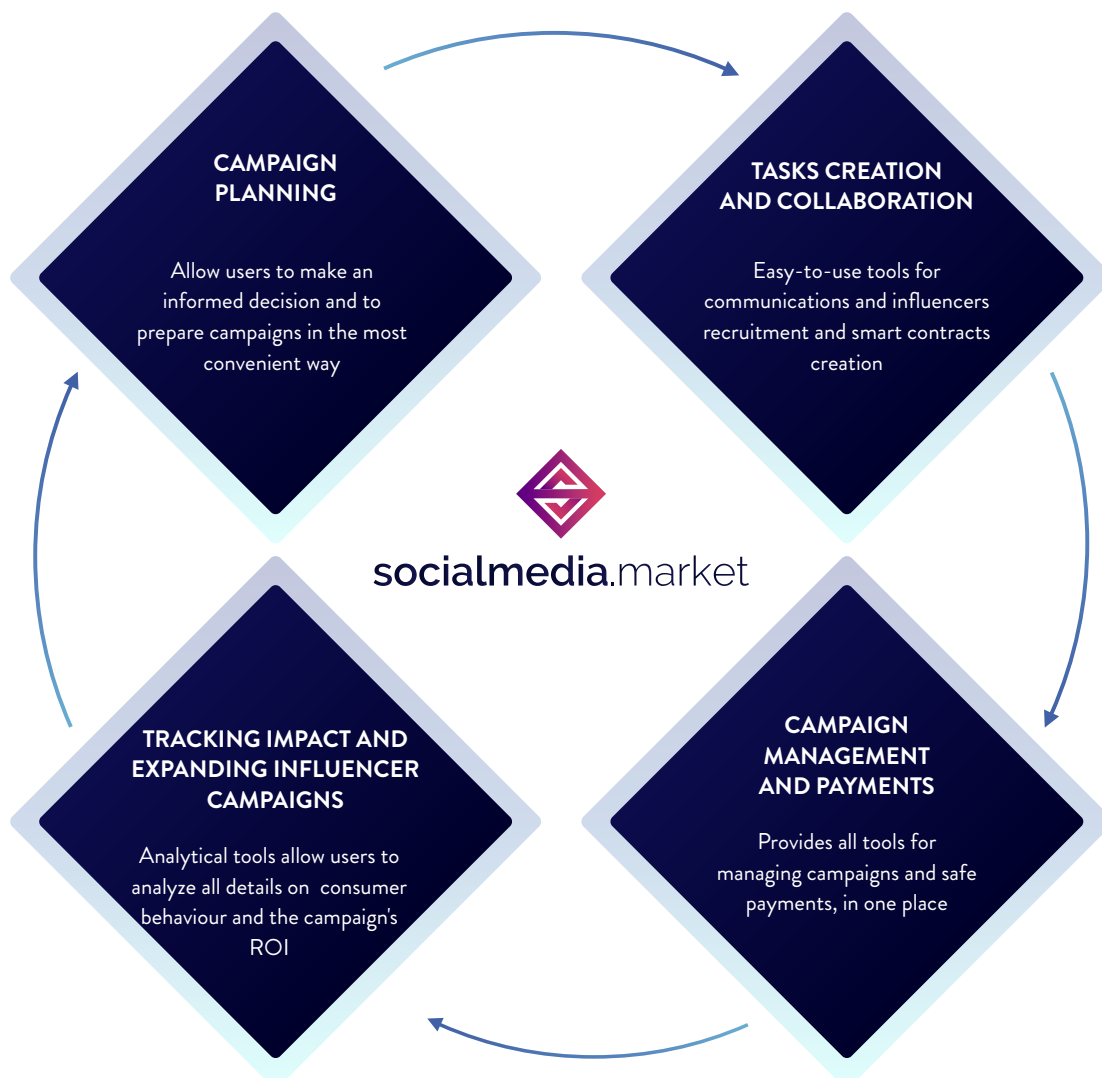 CAMPAIGN
PLANNING
Allow users to make an
informed decision and to
prepare campaigns in the most
convenient way
TASKS CREATION
AND COLLABORATION
Easy-to-use tools for
communications and influencers
recruitment and smart contracts
creation
socialmedia.market
TRACKING IMPACT AND
EXPANDING INFLUENCER
CAMPAIGNS
Analytical tools allow users to
analyze all details on  consumer
behaviour and the campaign's
ROI
CAMPAIGN
MANAGEMENT
AND PAYMENTS
Provides all tools for
managing campaigns and safe
payments, in one place